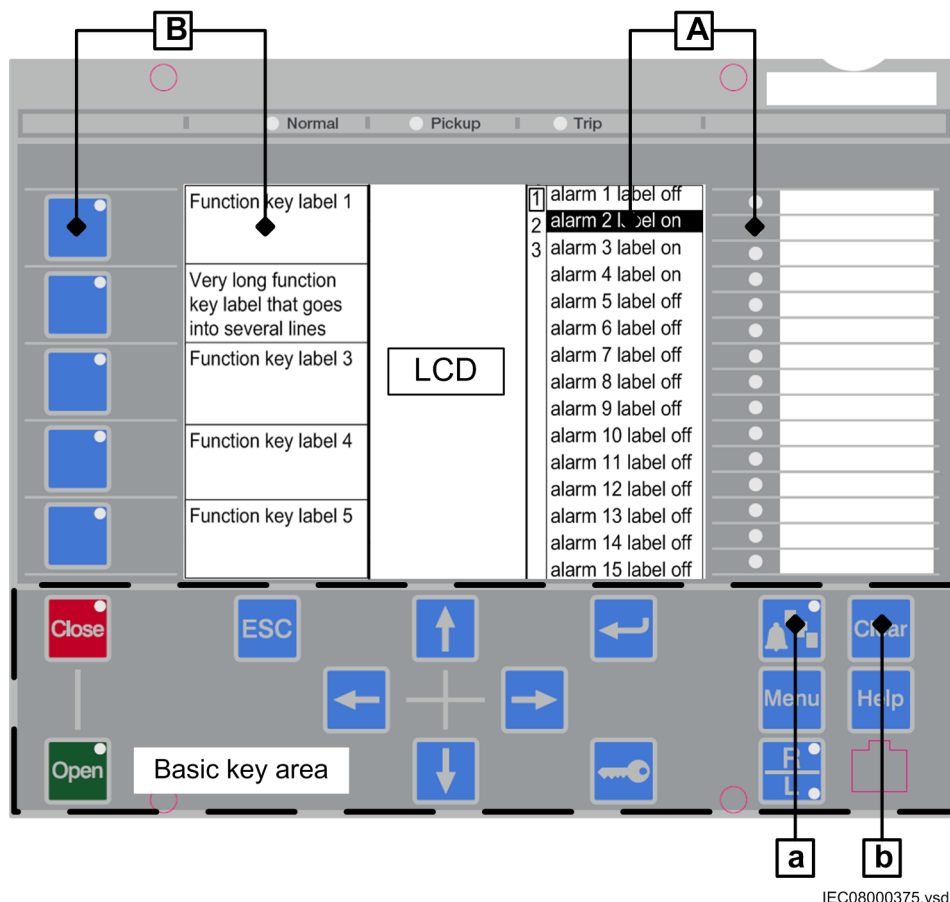 B
A
Normal
Pickup
Trip
Function key label 1
Very long function
key label that goes
into several lines
Function key label 3
Function key label 4
Function key label 5
LCD
1
2
3
alarm 1 label off
alarm 2 label on
alarm 3 label on
alarm 4 label on
alarm 5 label off
alarm 6 label off
alarm 7 label off
alarm 8 label off
alarm 9 label off
alarm 10 label off
alarm 11 label off
alarm 12 label off
alarm 13 label off
alarm 14 label off
alarm 15 label off
Close
ESC
Clear
Menu
Help
Open
Basic key area
R
L
a
b
IEC08000375.vsd